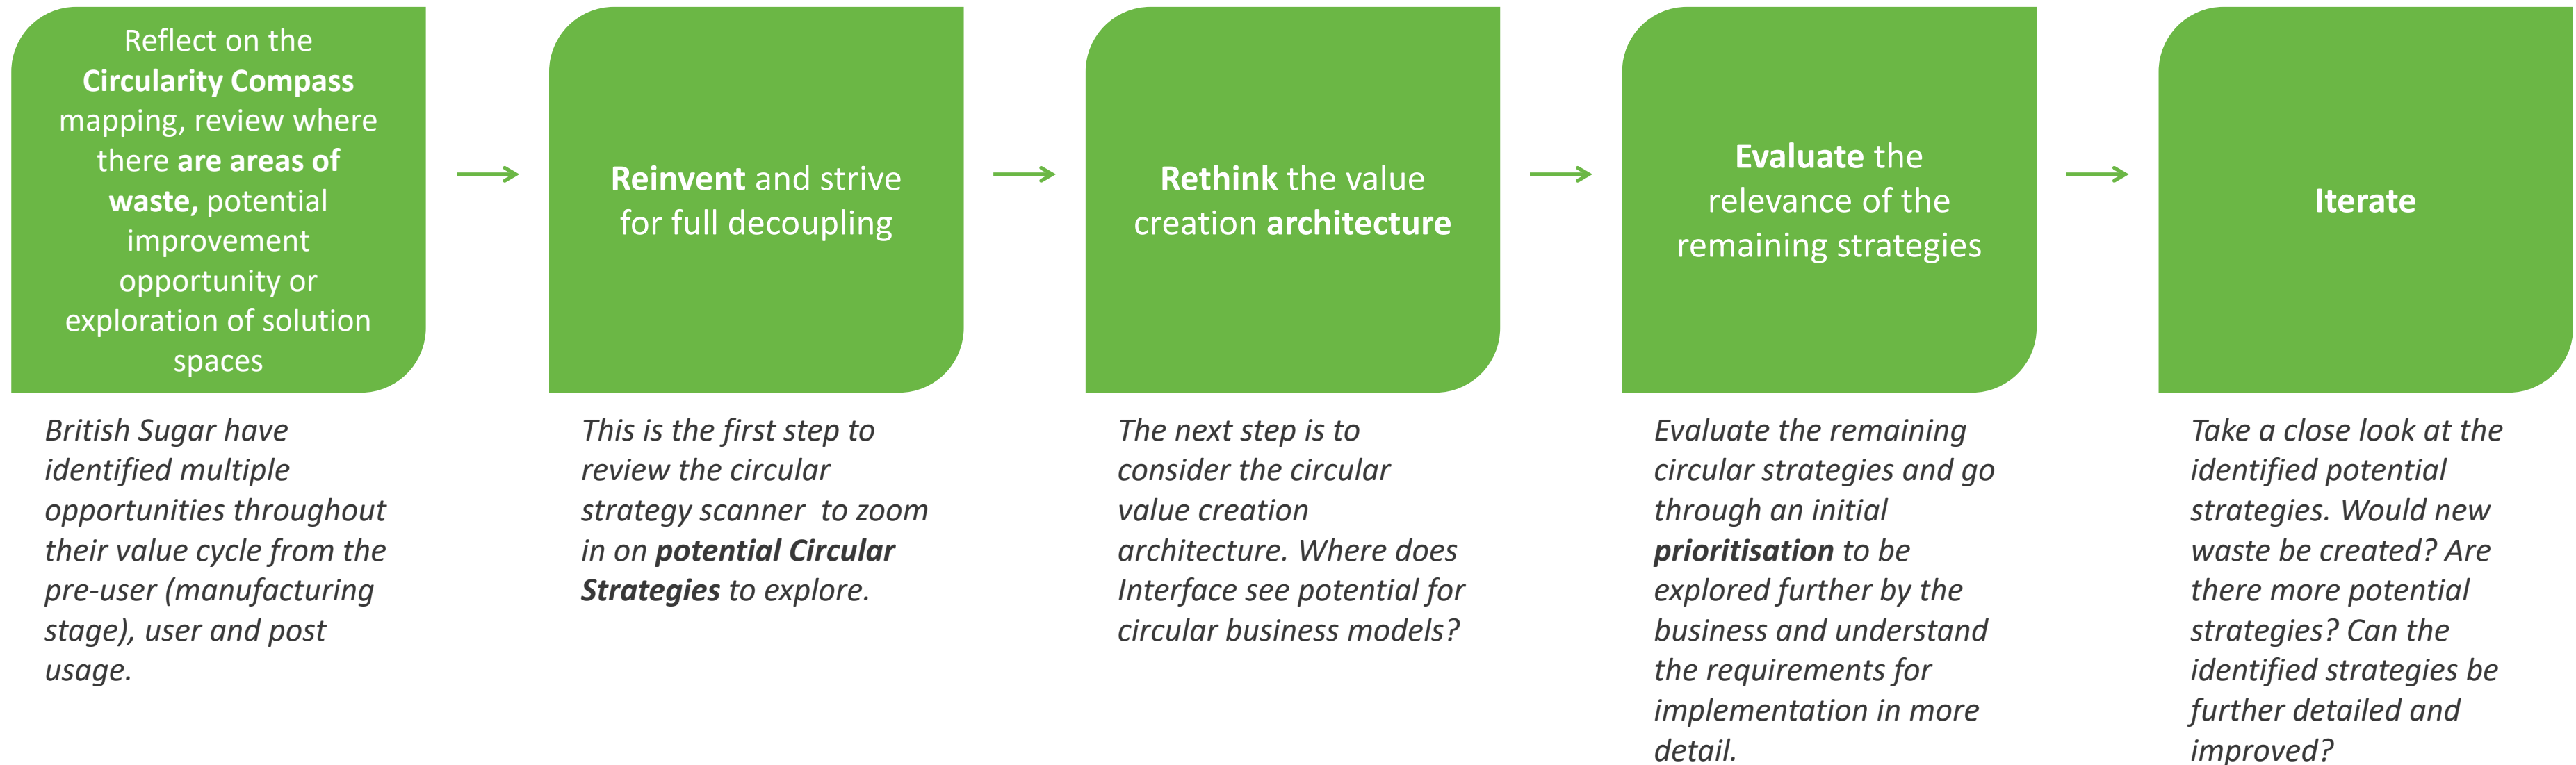 Reflect on the
Circularity Compass
mapping, review where
there are areas of
waste, potential
improvement
opportunity or
exploration of solution
spaces
British Sugar have
identified multiple
opportunities throughout
their value cycle from the
pre-user (manufacturing
stage), user and post
usage.
Reinvent and strive
for full decoupling
This is the first step to
review the circular
strategy scanner  to zoom
in on potential Circular
Strategies to explore.
Rethink the value
creation architecture
The next step is to
consider the circular
value creation
architecture. Where does
Interface see potential for
circular business models?
Evaluate the
relevance of the
remaining strategies
Evaluate the remaining
circular strategies and go
through an initial
prioritisation to be
explored further by the
business and understand
the requirements for
implementation in more
detail.
Iterate
Take a close look at the
identified potential
strategies. Would new
waste be created? Are
there more potential
strategies? Can the
identified strategies be
further detailed and
improved?